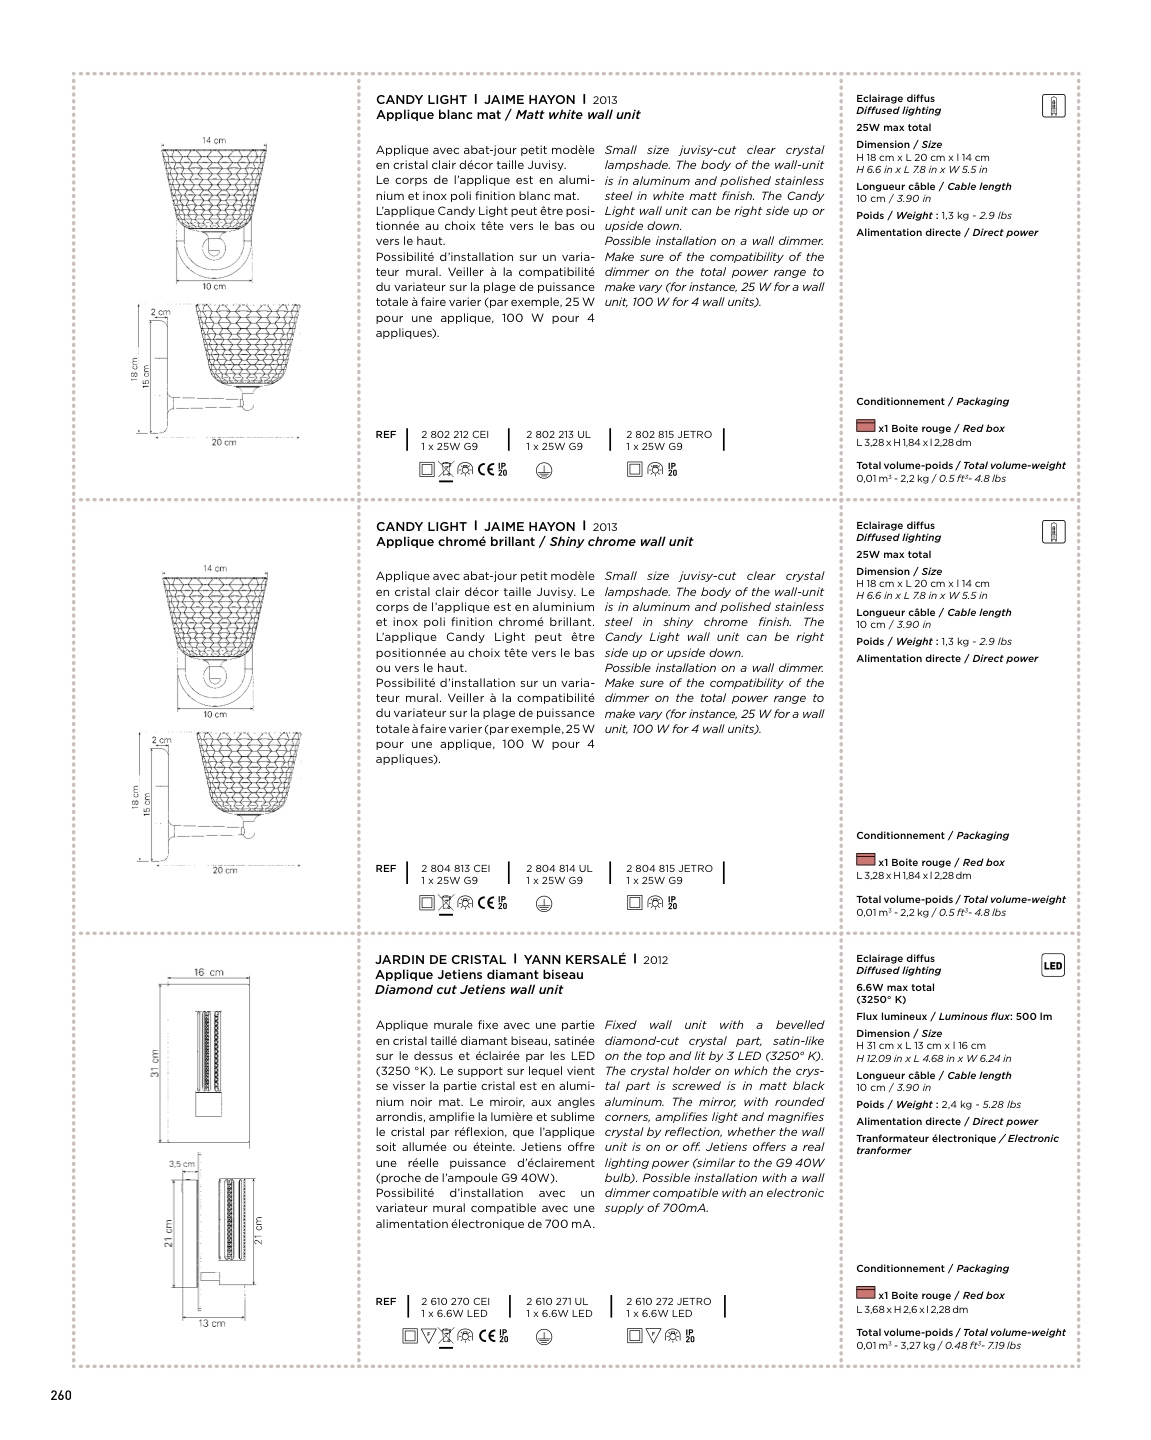 14 cm
10 cm
2 cm
18 cm
15 cm
20 cm
CANDY LIGHT I JAIME HAYON I 2013
Applique blanc mat / Matt white wall unit
Applique avec abat-jour petit modèle
en cristal clair décor taille Juvisy.
Le corps de l'applique est en alumi-
nium et inox poli finition blanc mat.
L'applique Candy Light peut être posi-
tionnée au choix tête vers le bas ou
vers le haut.
Possibilité d'installation sur un varia-
teur mural. Veiller à la compatibilité
du variateur sur la plage de puissance
totale à faire varier (par exemple, 25 W
pour une applique, 100 W pour 4
appliques).
Small size juvisy-cut clear crystal
lampshade. The body of the wall-unit
is in aluminum and polished stainless
steel in white matt finish. The Candy
Light wall unit can be right side up or
upside down.
Possible installation on a wall dimmer.
Make sure of the compatibility of the
dimmer on the total power range to
make vary (for instance, 25 W for a wall
unit, 100 W for 4 wall units).
REF
2 802 212 CEI
1 x 25W G9
2 802 213 UL
1 x 25W G9
2 802 815 JETRO
1 x 25W G9
CE IP 20
IP 20
Eclairage diffus
Diffused lighting
25W max total
Dimension / Size
H 18 cm x L 20 cm x l 14 cm
H 6.6 in x L 7.8 in x W 5.5 in
Longueur câble / Cable length
10 cm / 3.90 in
Poids / Weight : 1,3 kg - 2.9 lbs
Alimentation directe / Direct power
Conditionnement / Packaging
x1 Boite rouge / Red box
L 3,28 x H 1,84 x l 2,28 dm
Total volume-poids / Total volume-weight
0,01 m³ - 2,2 kg / 0.5 ft³- 4.8 lbs
14 cm
10 cm
2 cm
18 cm
15 cm
20 cm
CANDY LIGHT I JAIME HAYON I 2013
Applique chromé brillant / Shiny chrome wall unit
Applique avec abat-jour petit modèle
en cristal clair décor taille Juvisy. Le
corps de l'applique est en aluminium
et inox poli finition chromé brillant.
L'applique Candy Light peut être
positionnée au choix tête vers le bas
ou vers le haut.
Possibilité d'installation sur un varia-
teur mural. Veiller à la compatibilité
du variateur sur la plage de puissance
totale à faire varier (par exemple, 25 W
pour une applique, 100 W pour 4
appliques).
Small size juvisy-cut clear crystal
lampshade. The body of the wall-unit
is in aluminum and polished stainless
steel in shiny chrome finish. The
Candy Light wall unit can be right
side up or upside down.
Possible installation on a wall dimmer.
Make sure of the compatibility of the
dimmer on the total power range to
make vary (for instance, 25 W for a wall
unit, 100 W for 4 wall units).
REF
2 804 813 CEI
1 x 25W G9
2 804 814 UL
1 x 25W G9
2 804 815 JETRO
1 x 25W G9
CE IP 20
IP 20
Eclairage diffus
Diffused lighting
25W max total
Dimension / Size
H 18 cm x L 20 cm x l 14 cm
H 6.6 in x L 7.8 in x W 5.5 in
Longueur câble / Cable length
10 cm / 3.90 in
Poids / Weight : 1,3 kg - 2.9 lbs
Alimentation directe / Direct power
Conditionnement / Packaging
x1 Boite rouge / Red box
L 3,28 x H 1,84 x l 2,28 dm
Total volume-poids / Total volume-weight
0,01 m³ - 2,2 kg / 0.5 ft³- 4.8 lbs
16 cm
31 cm
3,5 cm
21 cm
21 cm
13 cm
JARDIN DE CRISTAL I YANN KERSALÉ I 2012
Applique Jetiens diamant biseau
Diamond cut Jetiens wall unit
Applique murale fixe avec une partie
en cristal taillé diamant biseau, satinée
sur le dessus et éclairée par les LED
(3250 °K). Le support sur lequel vient
se visser la partie cristal est en alumi-
nium noir mat. Le miroir, aux angles
arrondis, amplifie la lumière et sublime
le cristal par réflexion, que l'applique
soit allumée ou éteinte. Jetiens offre
une réelle puissance d'éclairement
(proche de l'ampoule G9 40W).
Possibilité d'installation avec un
variateur mural compatible avec une
alimentation électronique de 700 mA.
Fixed wall unit with a bevelled
diamond-cut crystal part, satin-like
on the top and lit by 3 LED (3250° K).
The crystal holder on which the crys-
tal part is screwed is in matt black
aluminum. The mirror, with rounded
corners, amplifies light and magnifies
crystal by reflection, whether the wall
unit is on or off. Jetiens offers a real
lighting power (similar to the G9 40W
bulb). Possible installation with a wall
dimmer compatible with an electronic
supply of 700mA.
REF
2 610 270 CEI
1 x 6.6W LED
2 610 271 UL
1 x 6.6W LED
2 610 272 JETRO
1 x 6.6W LED
F CE IP 20
F IP 20
Eclairage diffus
Diffused lighting
LED
6.6W max total
(3250° K)
Flux lumineux / Luminous flux: 500 lm
Dimension / Size
H 31 cm x L 13 cm x l 16 cm
H 12.09 in x L 4.68 in x W 6.24 in
Longueur câble / Cable length
10 cm / 3.90 in
Poids / Weight : 2,4 kg - 5.28 lbs
Alimentation directe / Direct power
Tranformateur électronique / Electronic
tranformer
Conditionnement / Packaging
x1 Boite rouge / Red box
L 3,68 x H 2,6 x l 2,28 dm
Total volume-poids / Total volume-weight
0,01 m³ - 3,27 kg / 0.48 ft³- 7.19 lbs
260